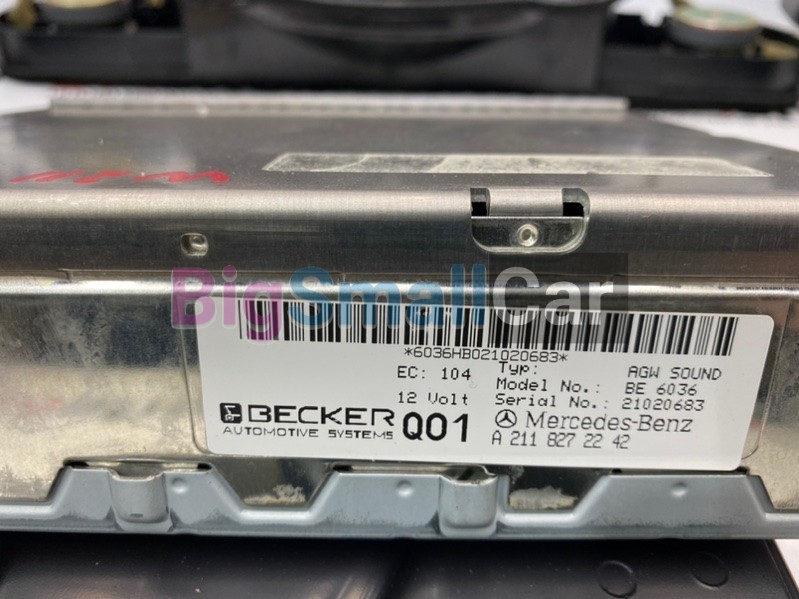 BigSmallCar
*6036HB021020683*
EC: 104 Typ: AGW SOUND
Model No.: BE 6036
12 Volt Serial No.: 21020683
BECKER Q01 Mercedes-Benz
AUTOMOTIVE SYSTEMS A 211 827 22 42